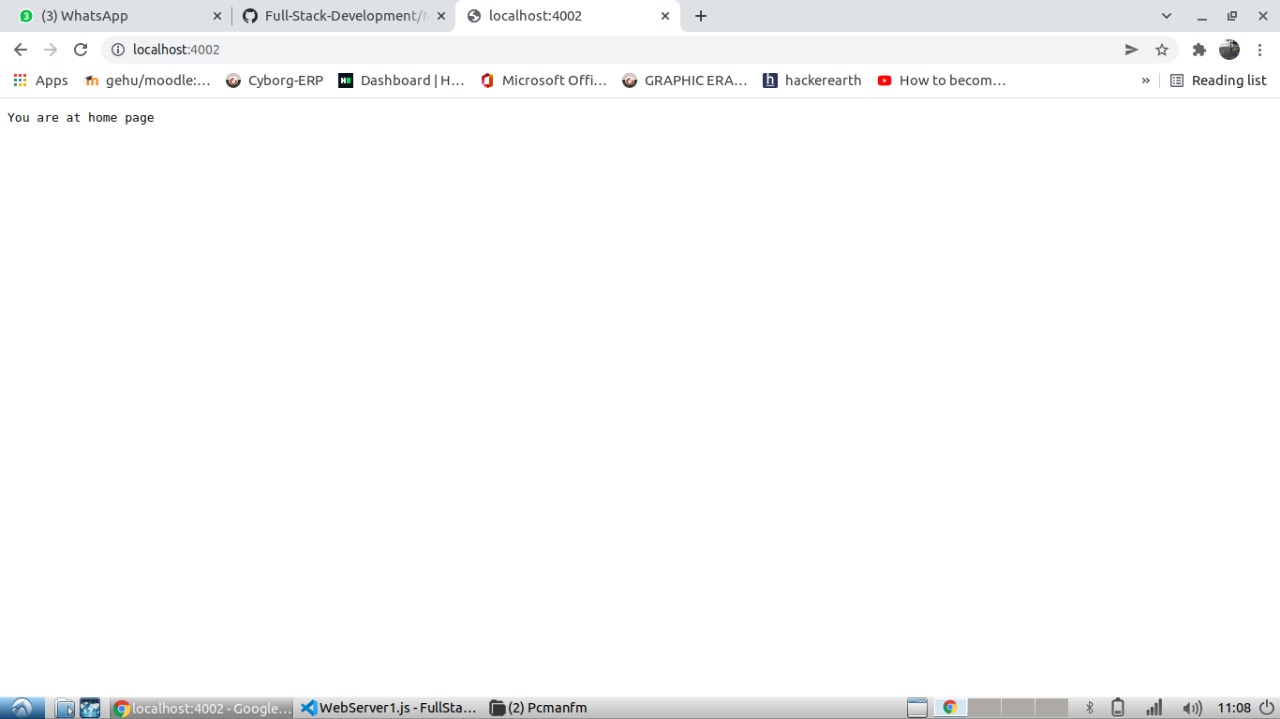 (3) WhatsApp
Full-Stack-Development/
localhost:4002
localhost:4002
Apps
gehu/moodle:...
Cyborg-ERP
Dashboard | H...
Microsoft Offi...
GRAPHIC ERA...
hackerearth
How to becom...
»
Reading list
You are at home page
localhost:4002 - Google...
WebServer1.js - FullSta...
(2) Pcmanfm
11:08